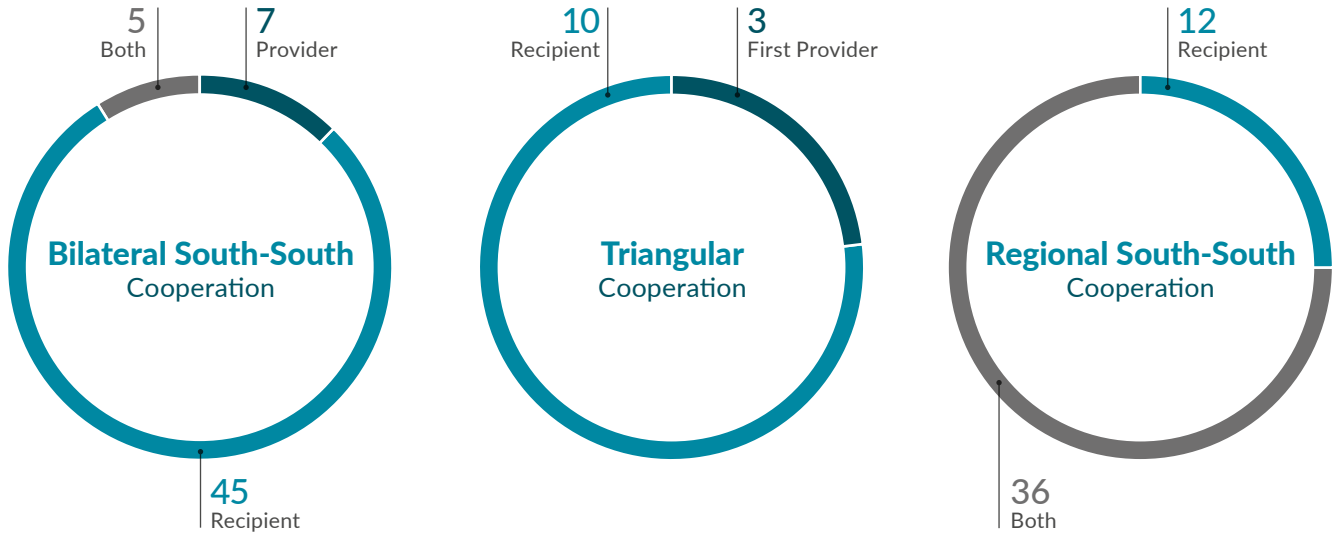 5
Both
7
Provider
Bilateral South-South
Cooperation
45
Recipient
10
Recipient
3
First Provider
Triangular
Cooperation
12
Recipient
Regional South-South
Cooperation
36
Both